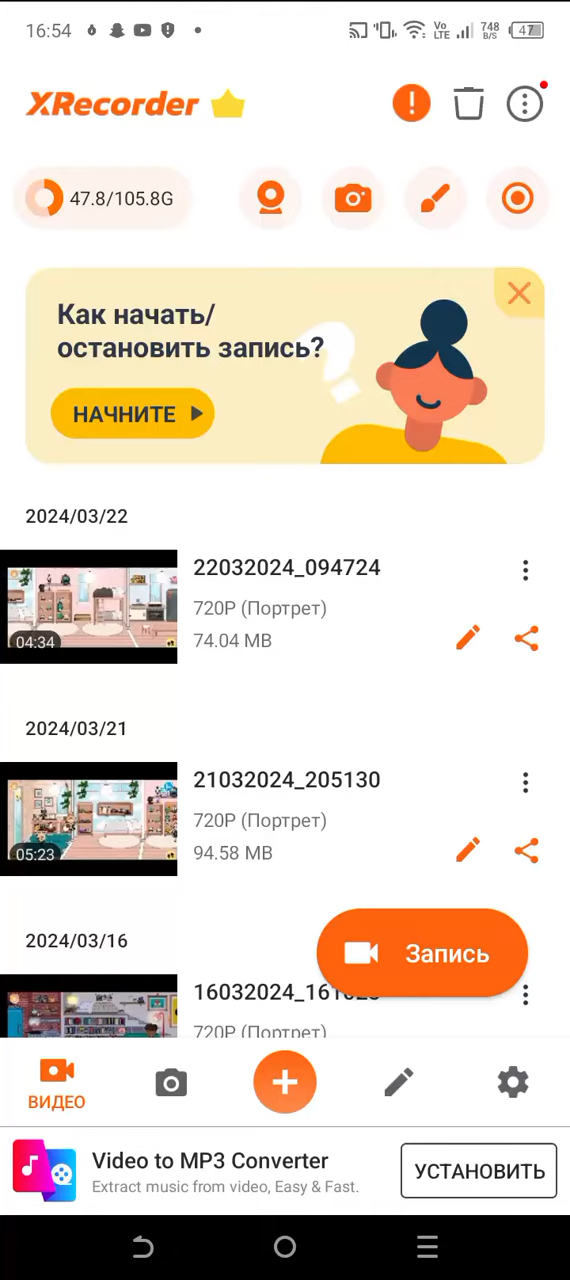 16:54
Vo
LTE
748
B/S
47
XRecorder
47.8/105.8G
Как начать/
остановить запись?
НАЧНИТЕ
2024/03/22
22032024_094724
720P (Портрет)
74.04 MB
04:34
2024/03/21
21032024_205130
720P (Портрет)
94.58 MB
05:23
2024/03/16
Запись
720P (Портрет)
ВИДЕО
Video to MP3 Converter
Extract music from video, Easy & Fast.
УСТАНОВИТЬ